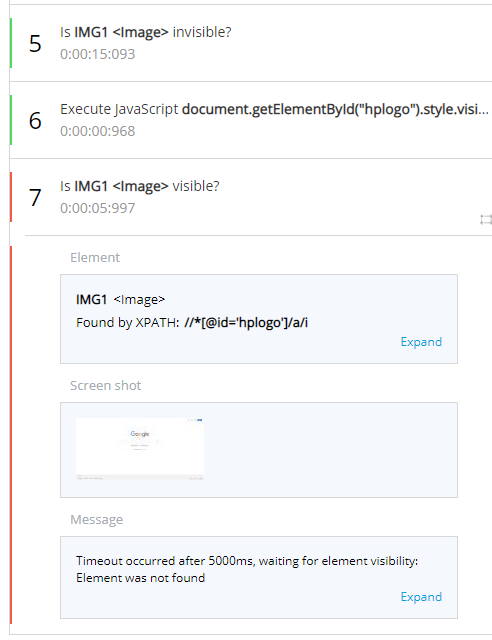 5
Is IMG1 <Image> invisible?
0:00:15:093
6
Execute JavaScript document.getElementById("hplogo").style.visi...
0:00:00:968
7
Is IMG1 <Image> visible?
0:00:05:997
Element
IMG1 <Image>
Found by XPATH: //*[@id='hplogo']/a/i
Expand
Screen shot
Google
Message
Timeout occurred after 5000ms, waiting for element visibility:
Element was not found
Expand